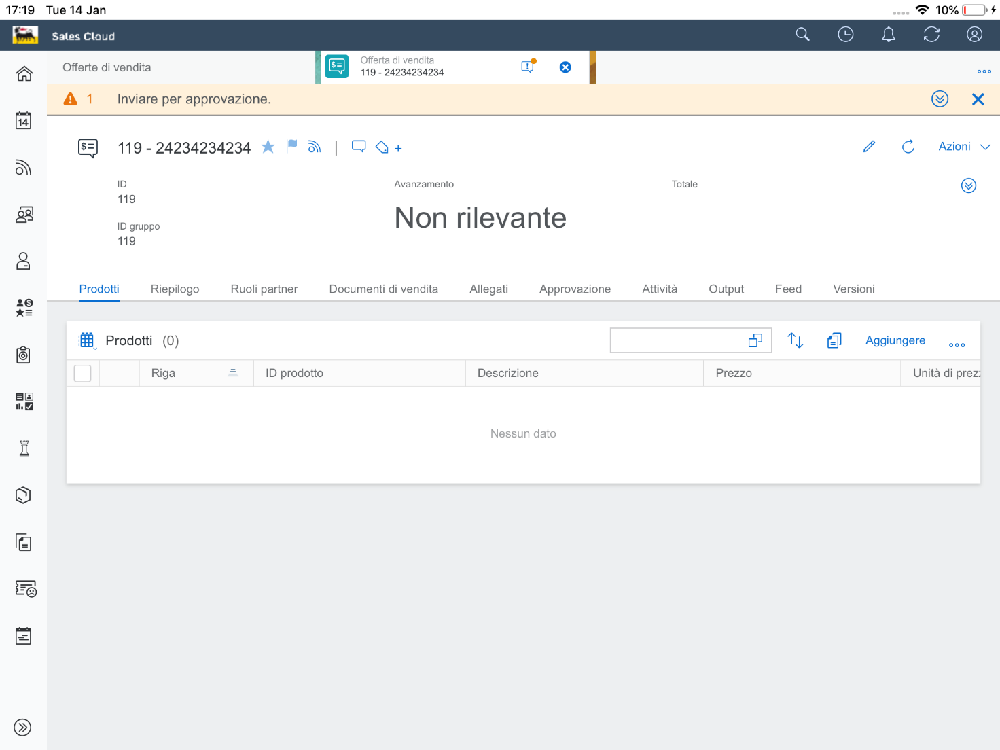 17:19 Tue 14 Jan 10%
Sales Cloud
Offerte di vendita
Offerta di vendita
119 - 24234234234
1 Inviare per approvazione.
14
119 - 24234234234
Azioni
ID
119
ID gruppo
119
Avanzamento
Non rilevante
Totale
Prodotti Riepilogo Ruoli partner Documenti di vendita Allegati Approvazione Attività Output Feed Versioni
Prodotti (0)
Aggiungere
Riga ID prodotto Descrizione Prezzo Unità di prez
Nessun dato